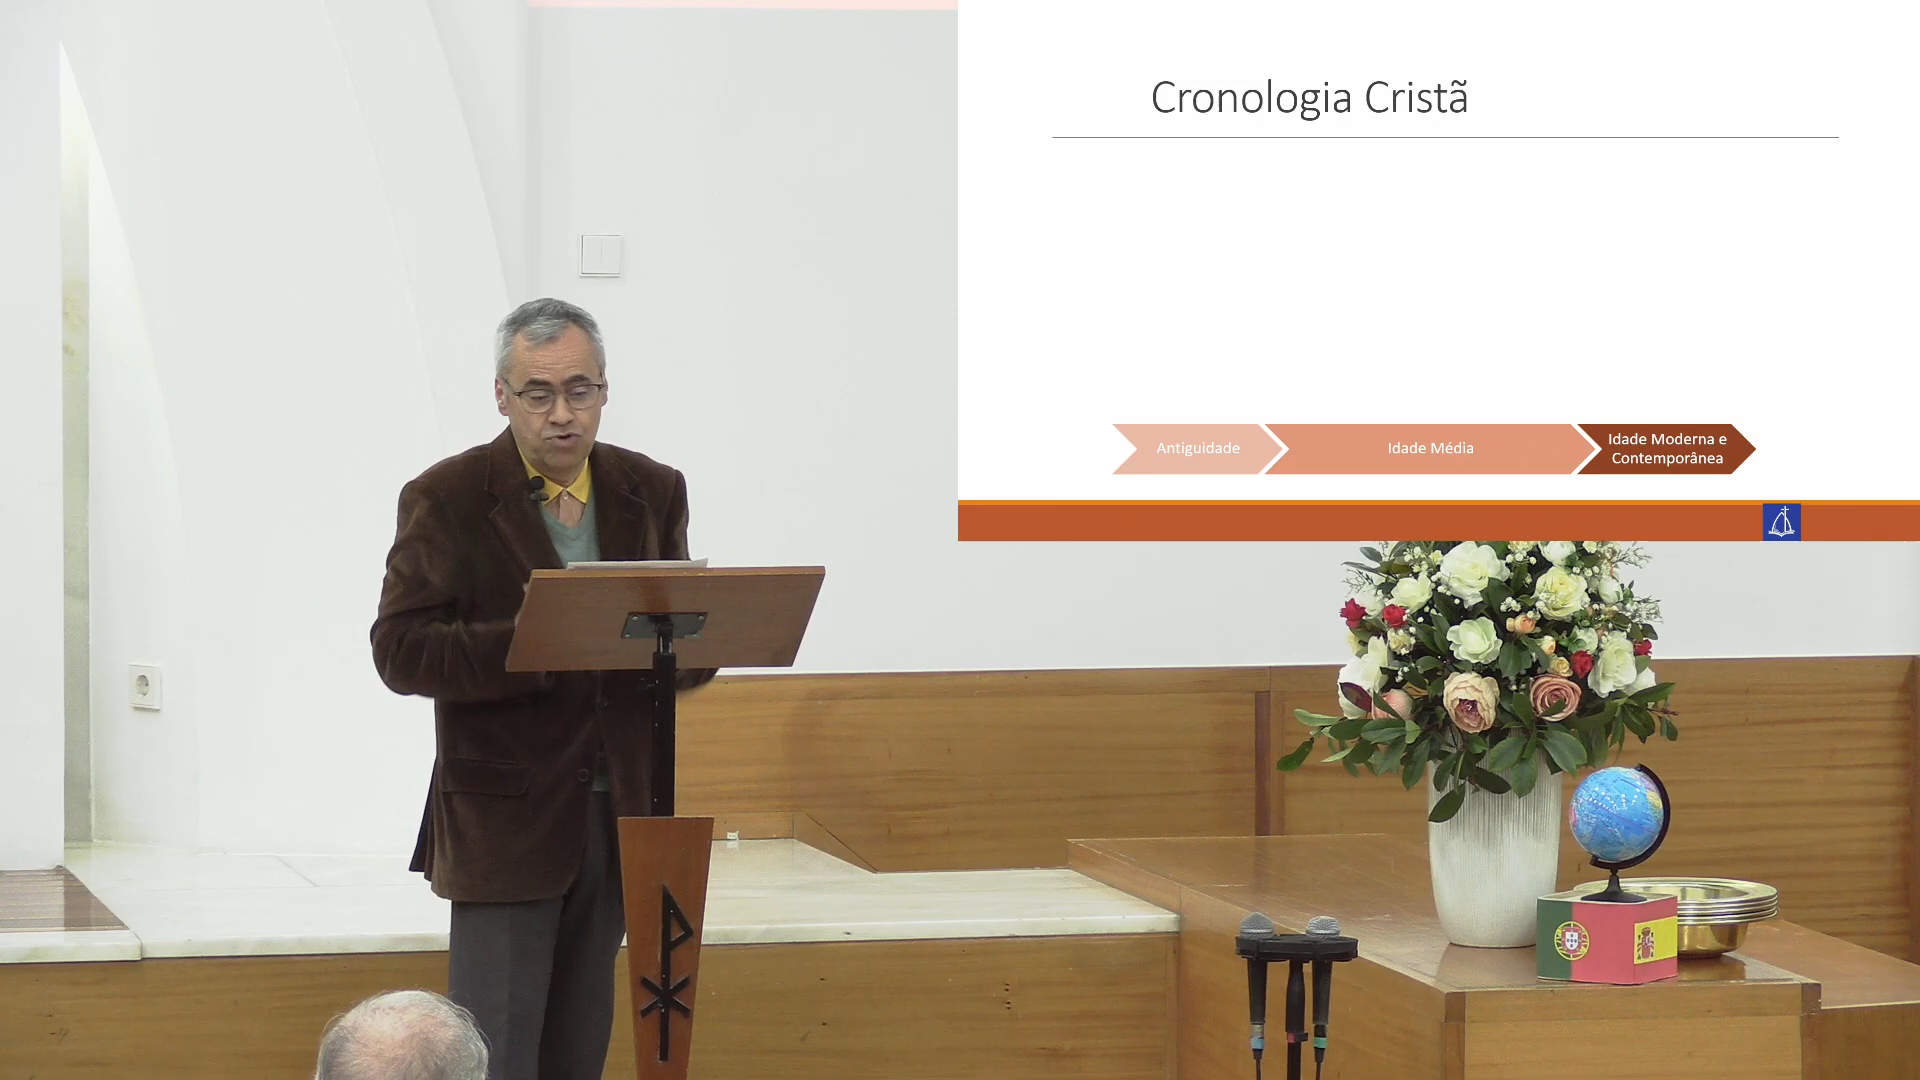 Cronologia Cristã
Antiguidade
Idade Média
Idade Moderna e
Contemporânea